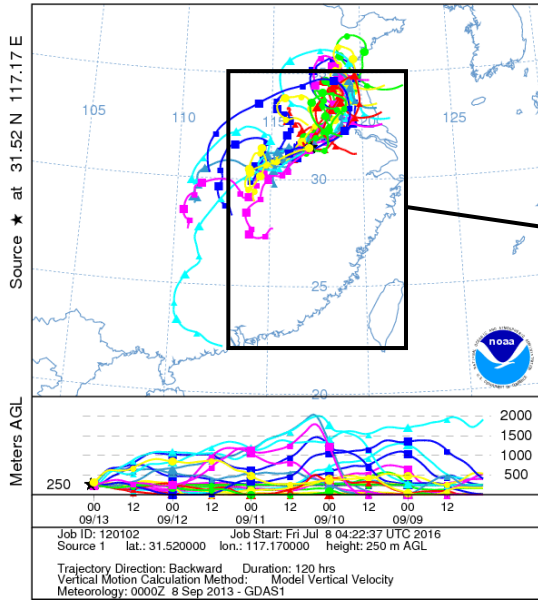 Source ★ at 31.52 N 117.17 E
105
110
115
120
125
30
25
20
noaa
Meters AGL
2000
1500
1000
500
250
00 12 00 12 00 12 00 12 00 12
09/13 09/12 09/11 09/10 09/09
Job ID: 120102 Job Start: Fri Jul 8 04:22:37 UTC 2016
Source 1 lat.: 31.520000 lon.: 117.170000 height: 250 m AGL
Trajectory Direction: Backward Duration: 120 hrs
Vertical Motion Calculation Method: Model Vertical Velocity
Meteorology: 0000Z 8 Sep 2013 - GDAS1